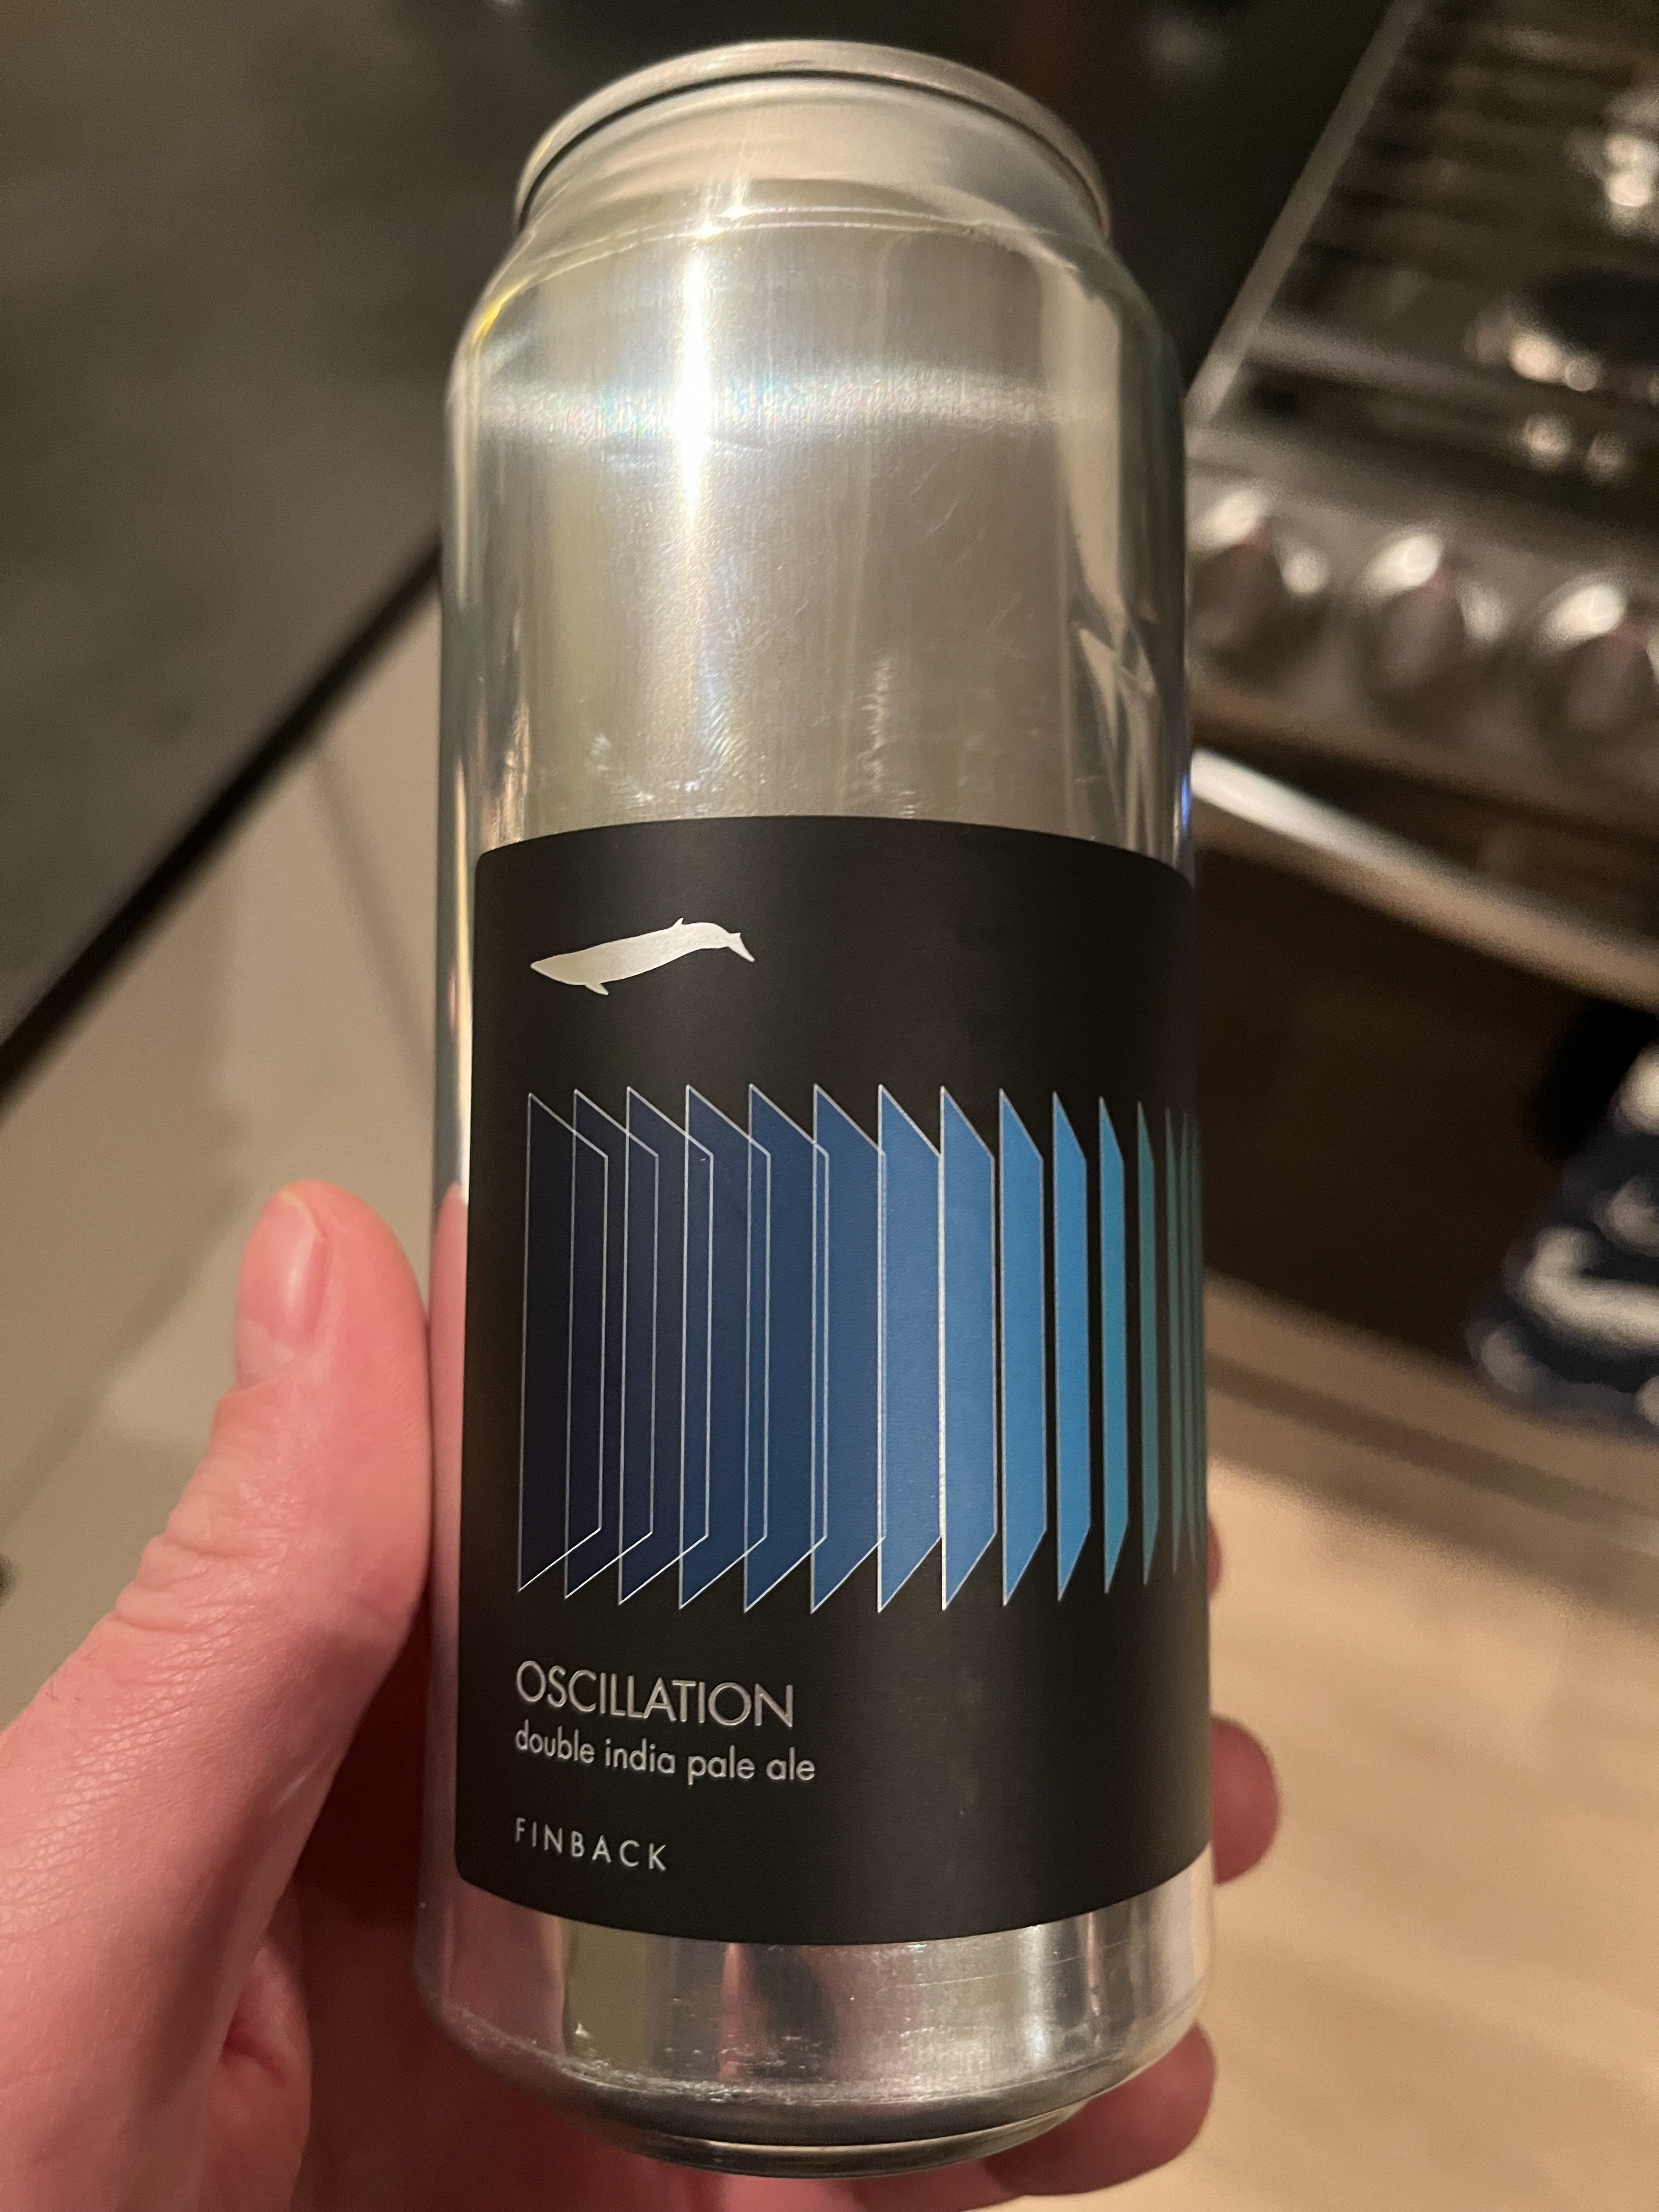 OSCILLATION
double india pale ale
FINBACK